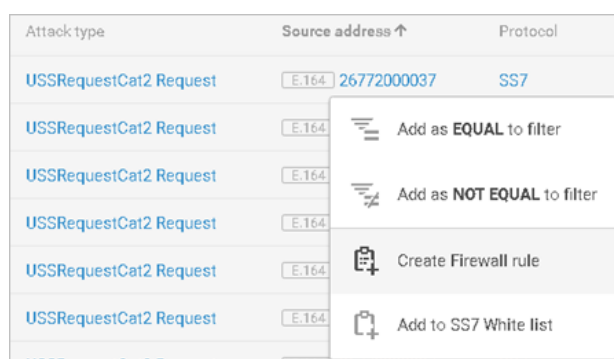 Attack type Source address ↑ Protocol
USSRequestCat2 Request E.164 26772000037 SS7
USSRequestCat2 Request E.164
Add as EQUAL to filter
USSRequestCat2 Request E.164
Add as NOT EQUAL to filter
USSRequestCat2 Request E.164
USSRequestCat2 Request E.164
Create Firewall rule
USSRequestCat2 Request E.164
Add to SS7 White list